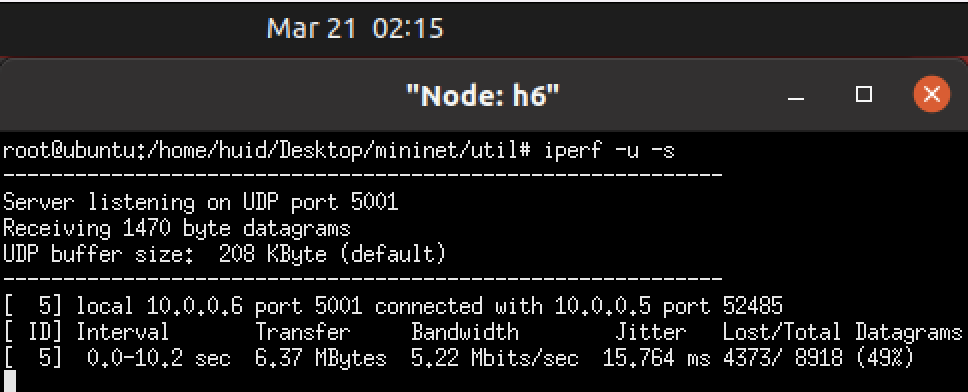 Mar 21 02:15
"Node: h6"
root@ubuntu:/home/huid/Desktop/mininet/util# iperf -u -s
------------------------------------------------------------
Server listening on UDP port 5001
Receiving 1470 byte datagrams
UDP buffer size:  208 KByte (default)
------------------------------------------------------------
[  5] local 10.0.0.6 port 5001 connected with 10.0.0.5 port 52485
[ ID] Interval       Transfer     Bandwidth        Jitter   Lost/Total Datagrams
[  5]  0.0-10.2 sec  6.37 MBytes  5.22 Mbits/sec  15.764 ms 4373/ 8918 (49%)